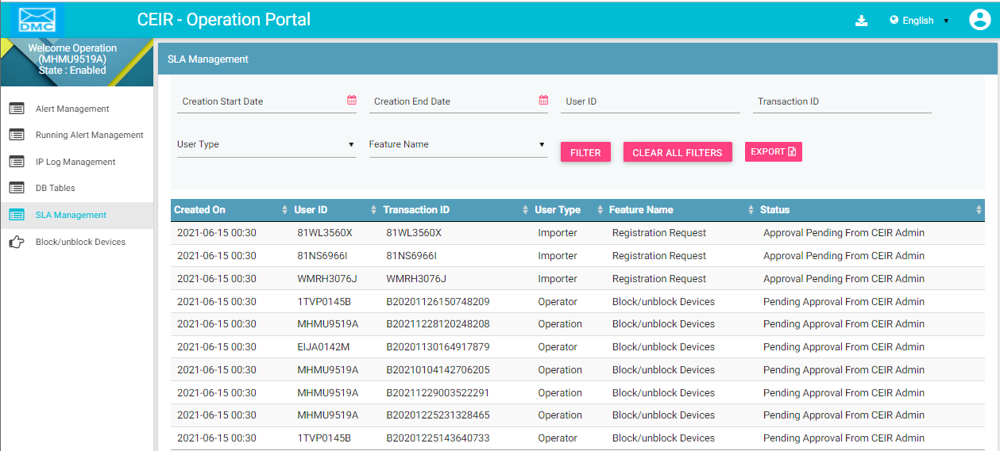 DMC
CEIR - Operation Portal
English
Welcome Operation
(MHMU9519A)
State : Enabled
Alert Management
Running Alert Management
IP Log Management
DB Tables
SLA Management
Block/unblock Devices
SLA Management
Creation Start Date Creation End Date User ID Transaction ID
User Type Feature Name FILTER CLEAR ALL FILTERS EXPORT
Created On User ID Transaction ID User Type Feature Name Status
2021-06-15 00:30 81WL3560X 81WL3560X Importer Registration Request Approval Pending From CEIR Admin
2021-06-15 00:30 81NS6966I 81NS6966I Importer Registration Request Approval Pending From CEIR Admin
2021-06-15 00:30 WMRH3076J WMRH3076J Importer Registration Request Approval Pending From CEIR Admin
2021-06-15 00:30 1TVP0145B B20201126150748209 Operator Block/unblock Devices Pending Approval From CEIR Admin
2021-06-15 00:30 MHMU9519A B20211228120248208 Operation Block/unblock Devices Pending Approval From CEIR Admin
2021-06-15 00:30 EIJA0142M B20201130164917879 Operator Block/unblock Devices Pending Approval From CEIR Admin
2021-06-15 00:30 MHMU9519A B20210104142706205 Operation Block/unblock Devices Pending Approval From CEIR Admin
2021-06-15 00:30 MHMU9519A B20211229003522291 Operation Block/unblock Devices Pending Approval From CEIR Admin
2021-06-15 00:30 MHMU9519A B20201225231328465 Operation Block/unblock Devices Pending Approval From CEIR Admin
2021-06-15 00:30 1TVP0145B B20201225143640733 Operator Block/unblock Devices Pending Approval From CEIR Admin